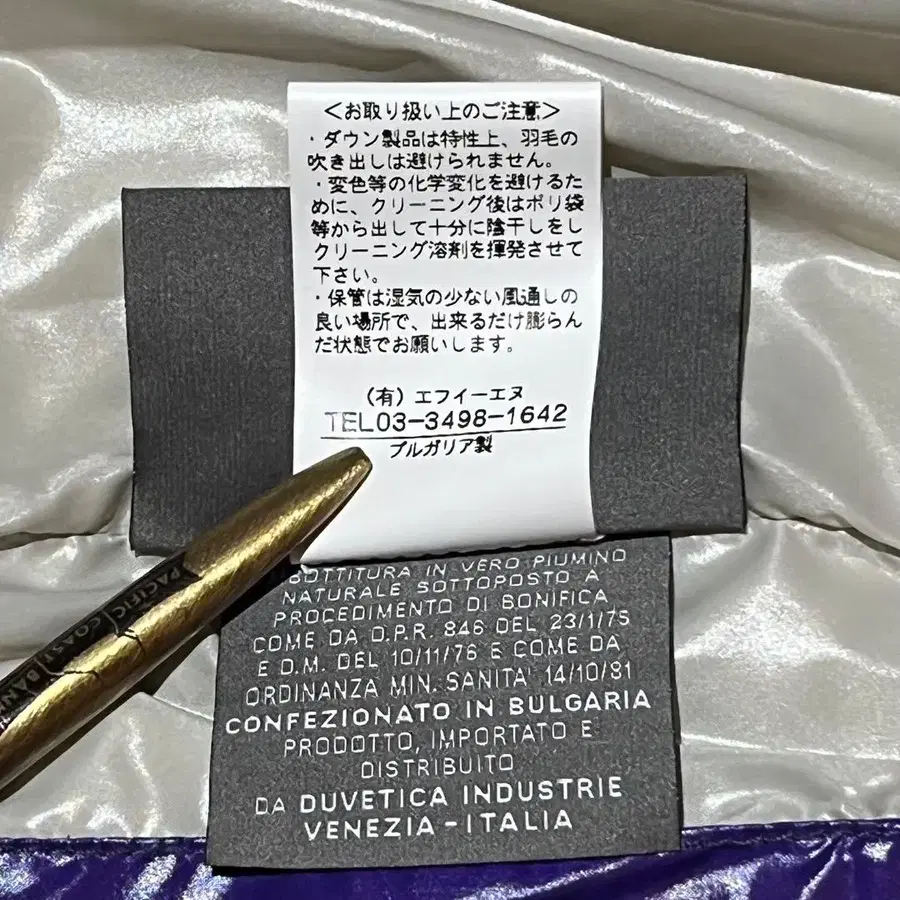 ＜お取り扱い上のご注意＞
・ダウン製品は特性上、羽毛の
吹き出しは避けられません。
・変色等の化学変化を避けるた
めに、クリーニング後はポリ袋
等から出して十分に陰干しをし
クリーニング溶剤を揮発させて
下さい。
・保管は湿気の少ない風通しの
良い場所で、出来るだけ膨らん
だ状態でお願いします。
（有）エフイーエヌ
TEL03-3498-1642
ブルガリア製
PACIFIC COAST BANK
IMBOTTITURA IN VERO PIUMINO
NATURALE SOTTOPOSTO A
PROCEDIMENTO DI BONIFICA
COME DA D.P.R. 846 DEL 23/1/75
E D.M. DEL 10/11/76 E COME DA
ORDINANZA MIN. SANITA' 14/10/81
CONFEZIONATO IN BULGARIA
PRODOTTO, IMPORTATO E
DISTRIBUITO
DA DUVETICA INDUSTRIE
VENEZIA-ITALIA